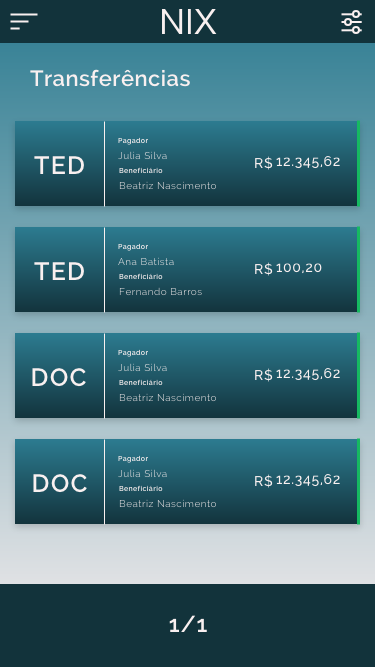 NIX
Transferências
TED
Pagador
Julia Silva
Beneficiário
Beatriz Nascimento
R$ 12.345,62
TED
Pagador
Ana Batista
Beneficiário
Fernando Barros
R$ 100,20
DOC
Pagador
Julia Silva
Beneficiário
Beatriz Nascimento
R$ 12.345,62
DOC
Pagador
Julia Silva
Beneficiário
Beatriz Nascimento
R$ 12.345,62
1/1